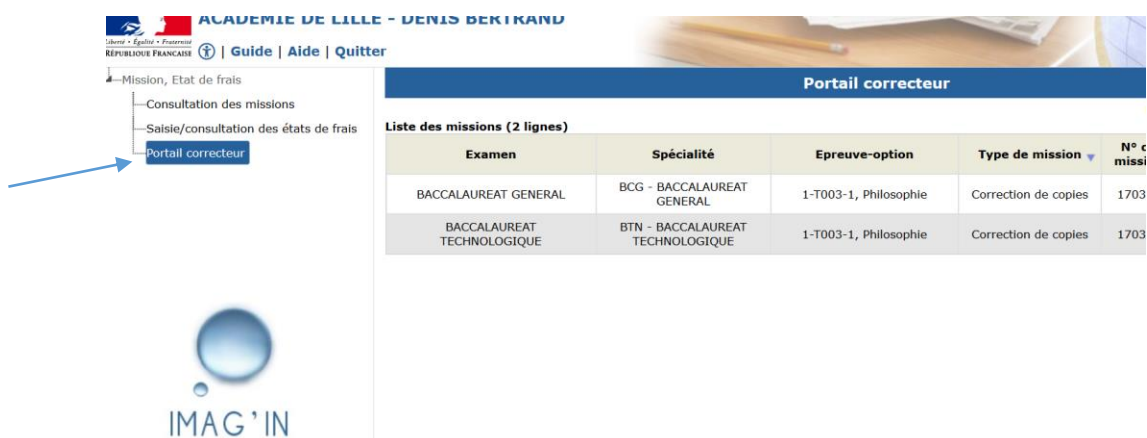 ACADEMIE DE LILLE - DENIS BERTRAND
Liberté • Égalité • Fraternité
RÉPUBLIQUE FRANÇAISE
| Guide | Aide | Quitter
Mission, Etat de frais
Consultation des missions
Saisie/consultation des états de frais
Portail correcteur
Portail correcteur
Liste des missions (2 lignes)
Examen Spécialité Epreuve-option Type de mission N° d
missi
BACCALAUREAT GENERAL BCG - BACCALAUREAT GENERAL 1-T003-1, Philosophie Correction de copies 1703
BACCALAUREAT TECHNOLOGIQUE BTN - BACCALAUREAT TECHNOLOGIQUE 1-T003-1, Philosophie Correction de copies 1703
IMAG'IN